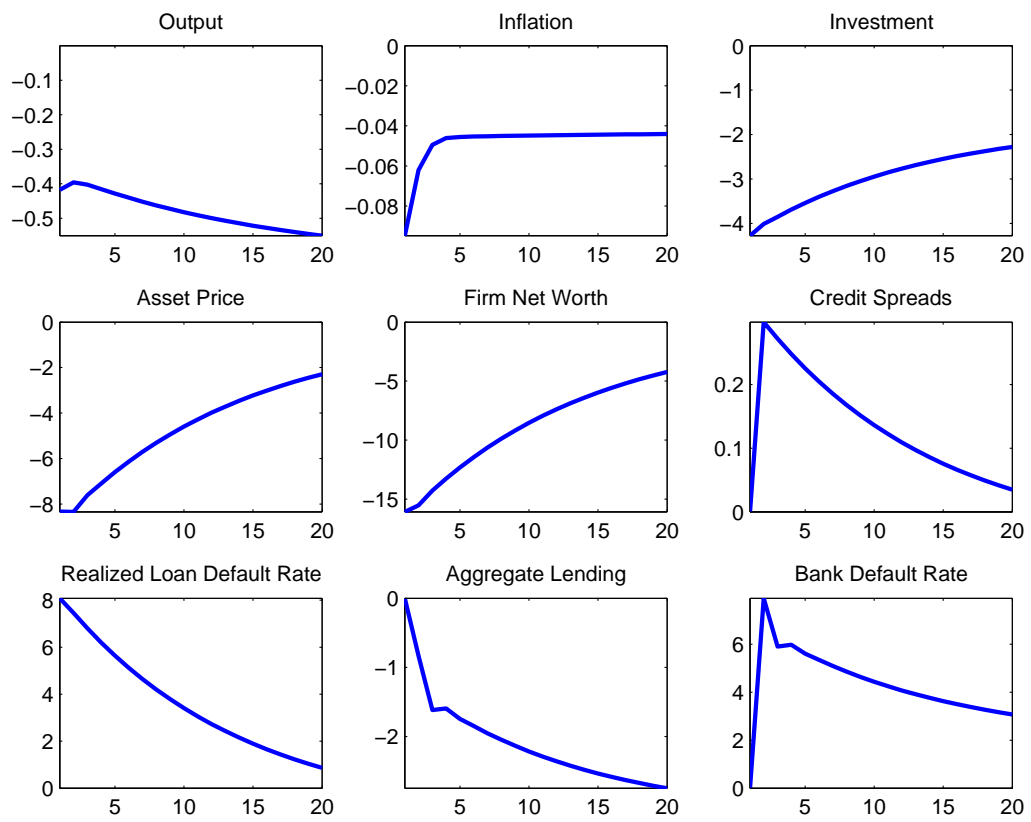 Output
−0.1
−0.2
−0.3
−0.4
−0.5
5 10 15 20
Inflation
0
−0.02
−0.04
−0.06
−0.08
5 10 15 20
Investment
0
−1
−2
−3
−4
5 10 15 20
Asset Price
0
−2
−4
−6
−8
5 10 15 20
Firm Net Worth
0
−5
−10
−15
5 10 15 20
Credit Spreads
0.2
0.1
0
5 10 15 20
Realized Loan Default Rate
8
6
4
2
0
5 10 15 20
Aggregate Lending
0
−1
−2
5 10 15 20
Bank Default Rate
6
4
2
0
5 10 15 20